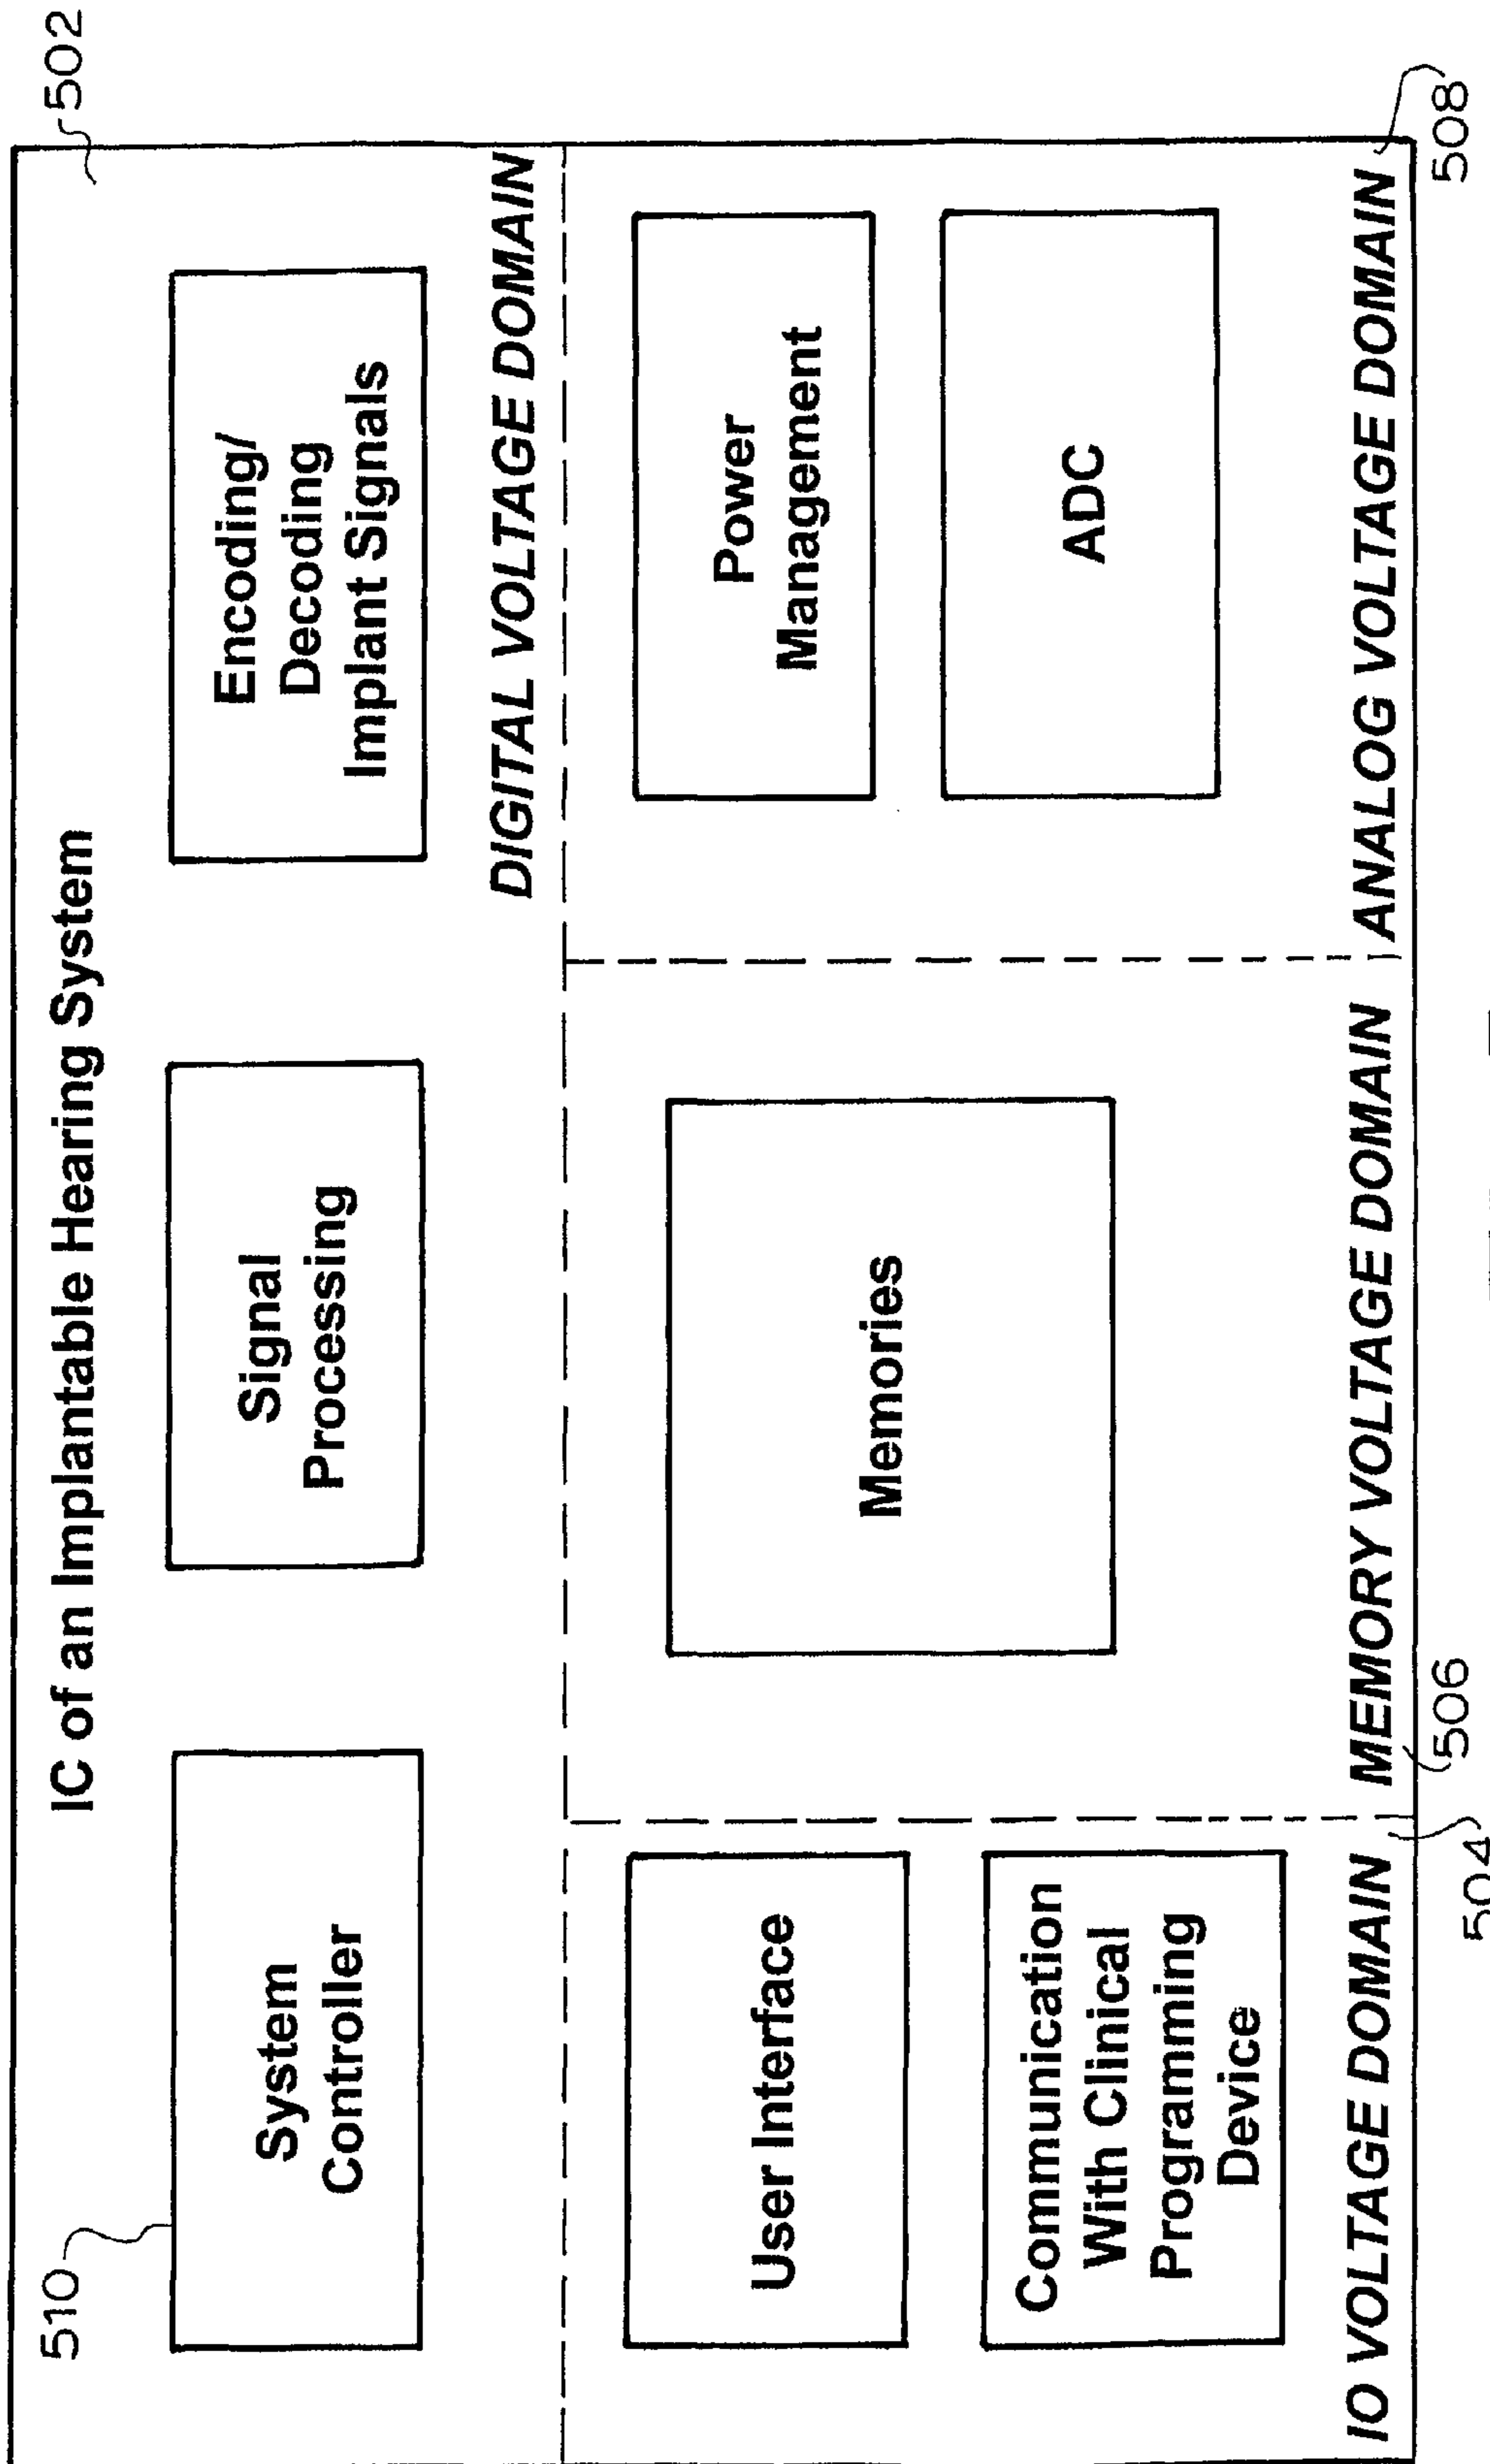 IC of an Implantable Hearing System
502
510
System
Controller
Signal
Processing
Encoding/
Decoding
Implant Signals
DIGITAL VOLTAGE DOMAIN
User Interface
Communication
With Clinical
Programming
Device
IO VOLTAGE DOMAIN
504
Memories
MEMORY VOLTAGE DOMAIN
506
Power
Management
ADC
ANALOG VOLTAGE DOMAIN
508